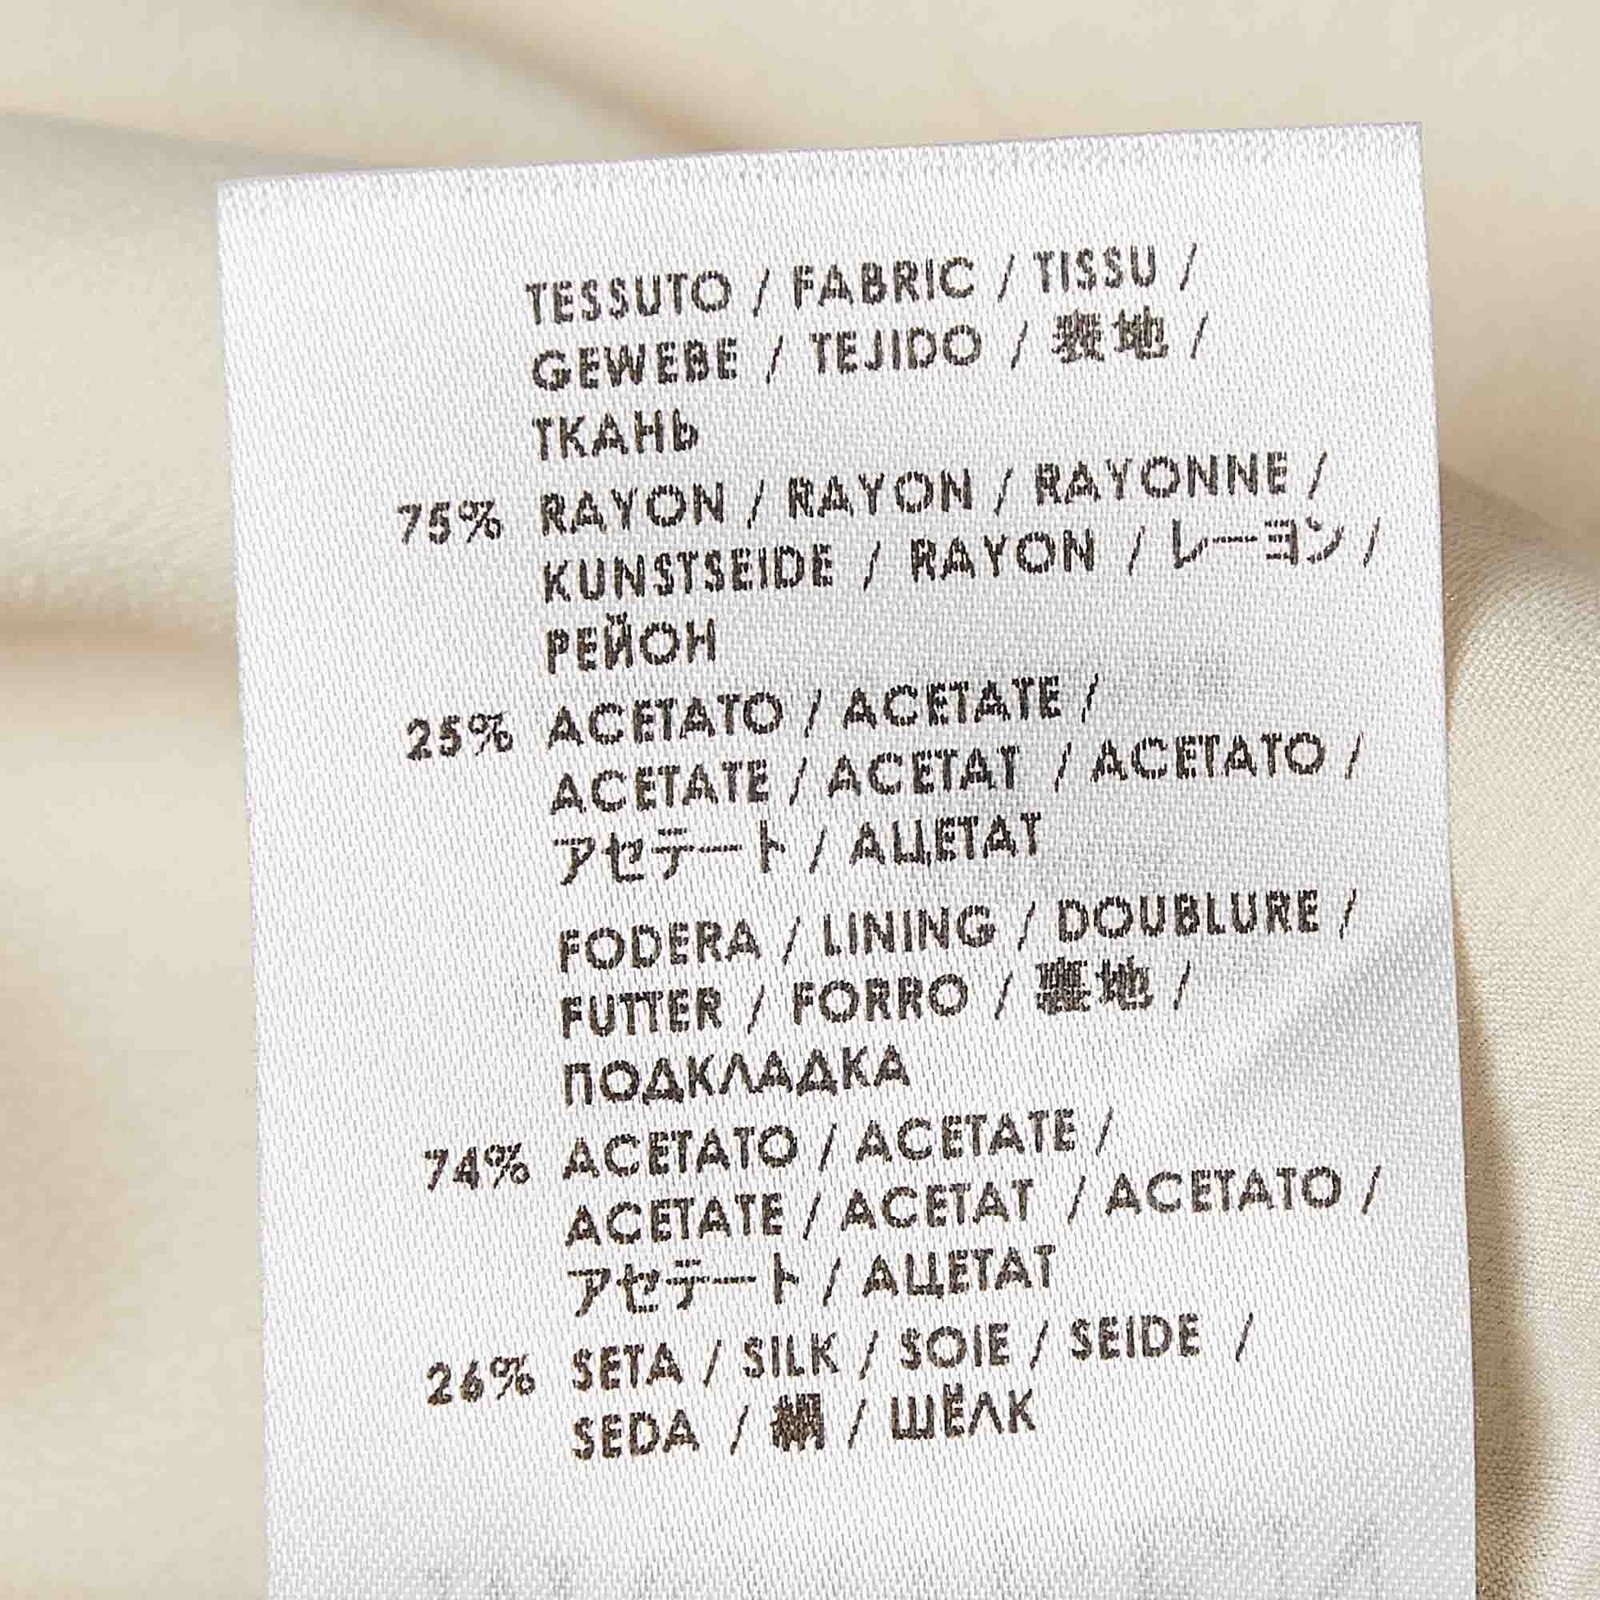 TESSUTO / FABRIC / TISSU /
GEWEBE / TEJIDO / 表地 /
ТКАНЬ
75% RAYON / RAYON / RAYONNE /
KUNSTSEIDE / RAYON / レーヨン /
РЕЙОН
25% ACETATO / ACETATE /
ACETATE / ACETAT / ACETATO /
アセテート / АЦЕТАТ
FODERA / LINING / DOUBLURE /
FUTTER / FORRO / 裏地 /
ПОДКЛАДКА
74% ACETATO / ACETATE /
ACETATE / ACETAT / ACETATO /
アセテート / АЦЕТАТ
26% SETA / SILK / SOIE / SEIDE /
SEDA / 絹 / ШЁЛК